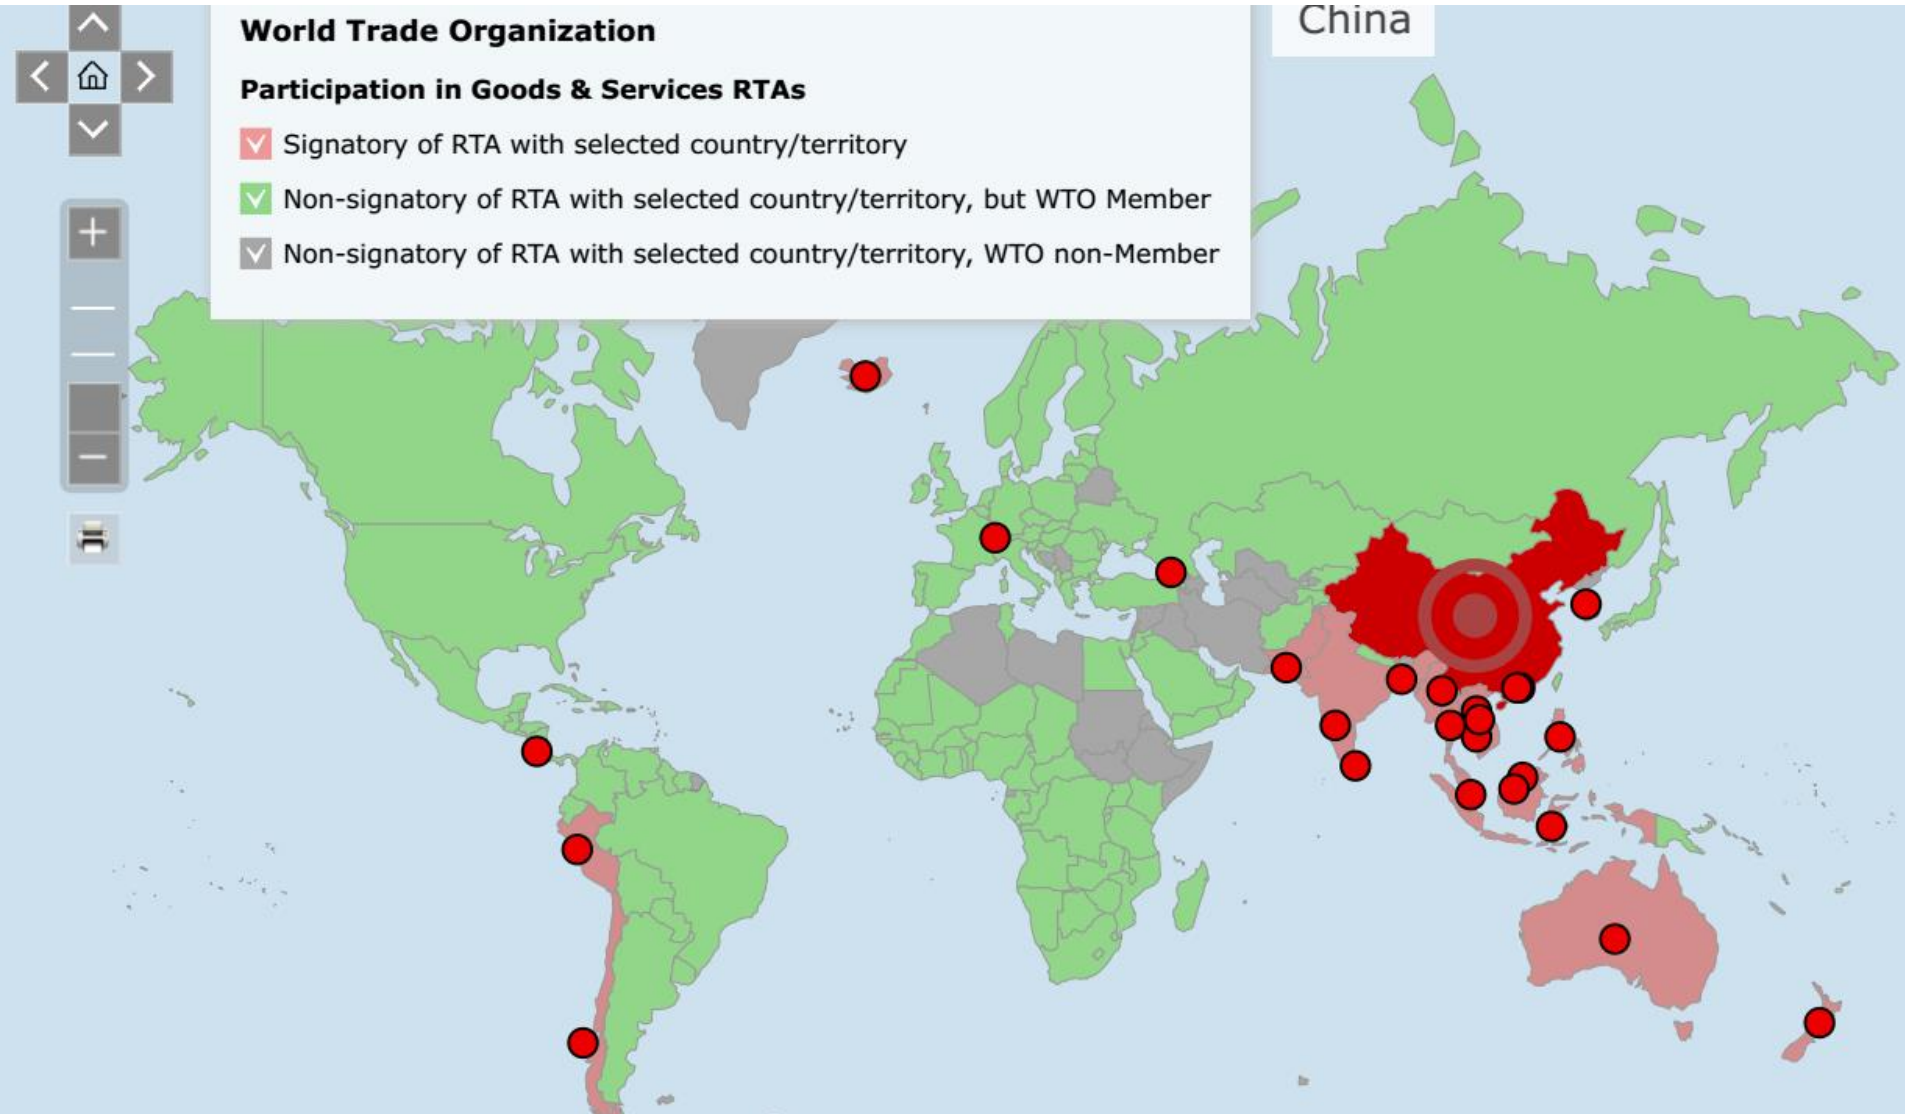 World Trade Organization
China
Participation in Goods & Services RTAs
Signatory of RTA with selected country/territory
Non-signatory of RTA with selected country/territory, but WTO Member
Non-signatory of RTA with selected country/territory, WTO non-Member